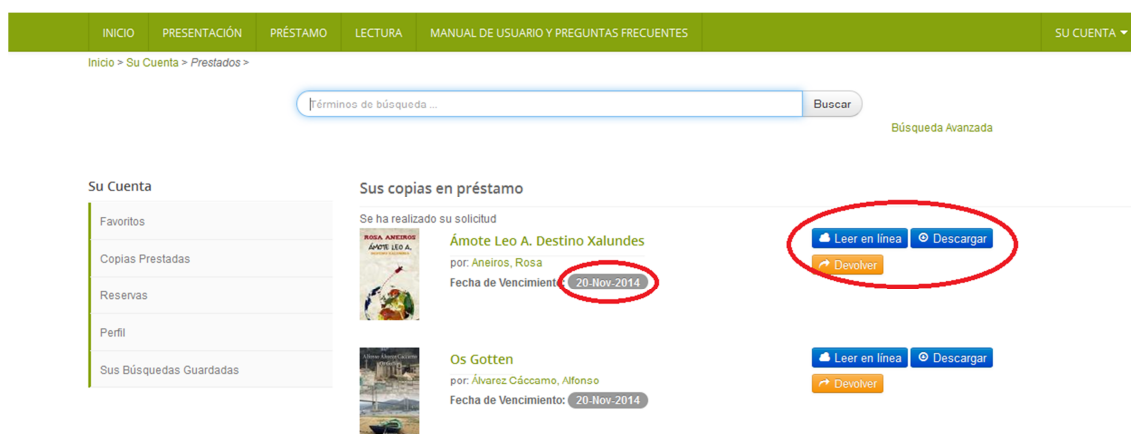 INICIO PRESENTACIÓN PRÉSTAMO LECTURA MANUAL DE USUARIO Y PREGUNTAS FRECUENTES SU CUENTA
Inicio > Su Cuenta > Prestados >
Términos de búsqueda ... Buscar
Búsqueda Avanzada
Su Cuenta
Favoritos
Copias Prestadas
Reservas
Perfil
Sus Búsquedas Guardadas
Sus copias en préstamo
Se ha realizado su solicitud
ROSA ANEIROS
ÁMOTE LEO A.
Ámote Leo A. Destino Xalundes
por: Aneiros, Rosa
Fecha de Vencimiento: 20-Nov-2014
Leer en línea Descargar
Devolver
Os Gotten
por: Álvarez Cáccamo, Alfonso
Fecha de Vencimiento: 20-Nov-2014
Leer en línea Descargar
Devolver